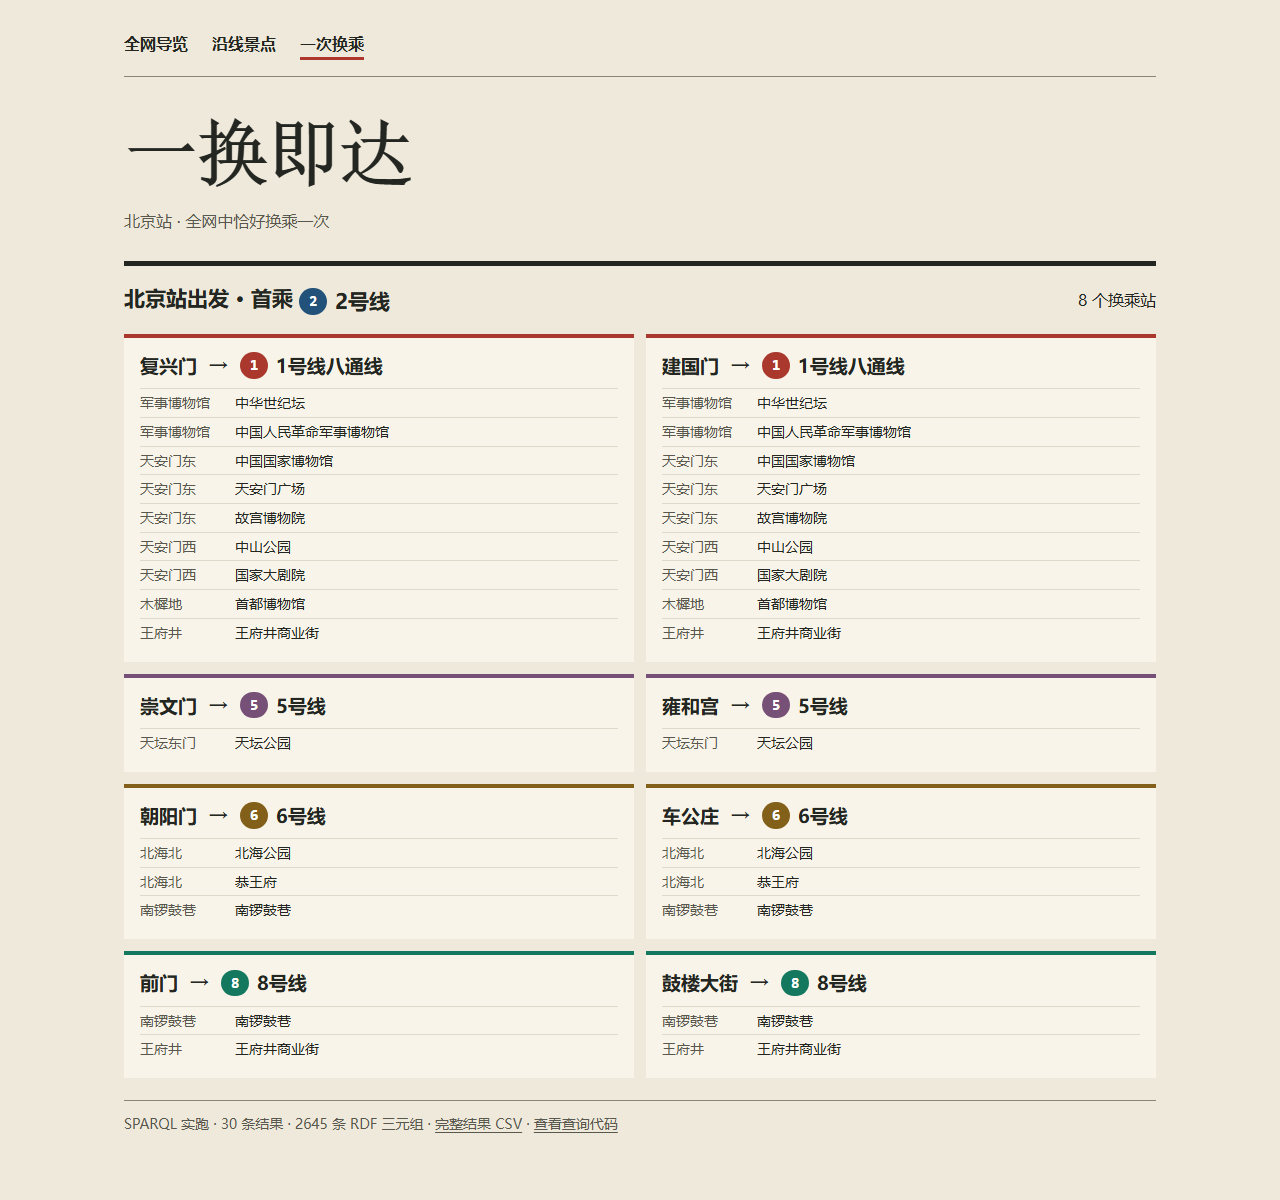 全网导览 沿线景点 一次换乘
一换即达
北京站 · 全网中恰好换乘一次
北京站出发 · 首乘 2 2号线 8 个换乘站
复兴门 → 1 1号线八通线
军事博物馆 中华世纪坛
军事博物馆 中国人民革命军事博物馆
天安门东 中国国家博物馆
天安门东 天安门广场
天安门东 故宫博物院
天安门西 中山公园
天安门西 国家大剧院
木樨地 首都博物馆
王府井 王府井商业街
建国门 → 1 1号线八通线
军事博物馆 中华世纪坛
军事博物馆 中国人民革命军事博物馆
天安门东 中国国家博物馆
天安门东 天安门广场
天安门东 故宫博物院
天安门西 中山公园
天安门西 国家大剧院
木樨地 首都博物馆
王府井 王府井商业街
崇文门 → 5 5号线
天坛东门 天坛公园
雍和宫 → 5 5号线
天坛东门 天坛公园
朝阳门 → 6 6号线
北海北 北海公园
北海北 恭王府
南锣鼓巷 南锣鼓巷
车公庄 → 6 6号线
北海北 北海公园
北海北 恭王府
南锣鼓巷 南锣鼓巷
前门 → 8 8号线
南锣鼓巷 南锣鼓巷
王府井 王府井商业街
鼓楼大街 → 8 8号线
南锣鼓巷 南锣鼓巷
王府井 王府井商业街
SPARQL 实跑 · 30 条结果 · 2645 条 RDF 三元组 · 完整结果 CSV · 查看查询代码